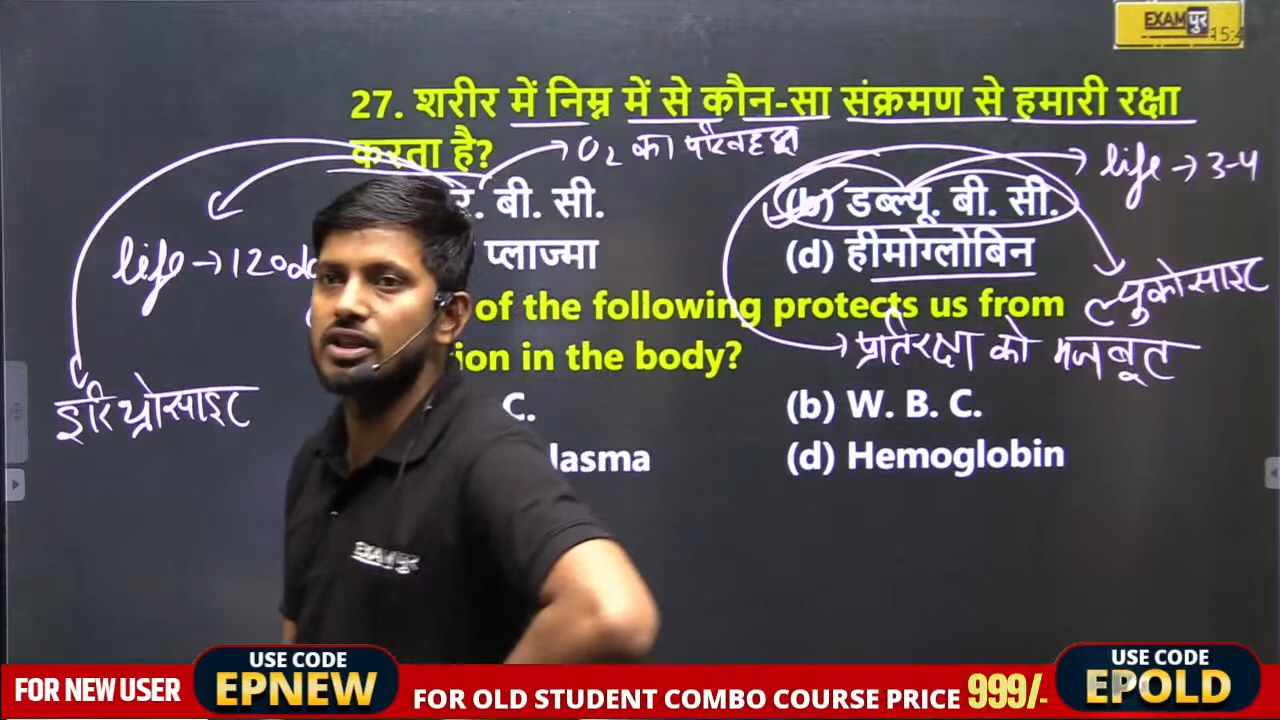 EXAMपुर
27. शरीर में निम्न में से कौन-सा संक्रमण से हमारी रक्षा
करता है?
O₂ का परिवहन
life → 3-4
बी. सी.
(b) डब्ल्यू. बी. सी.
life → 120
प्लाज्मा
(d) हीमोग्लोबिन
ल्युकोसाइट
of the following protects us from
प्रतिरक्षा को मजबूत
ion in the body?
इरिथ्रोसाइट
C.
(b) W. B. C.
lasma
(d) Hemoglobin
EXAMपुर
FOR NEW USER
USE CODE
EPNEW
FOR OLD STUDENT COMBO COURSE PRICE 999/-
USE CODE
EPOLD